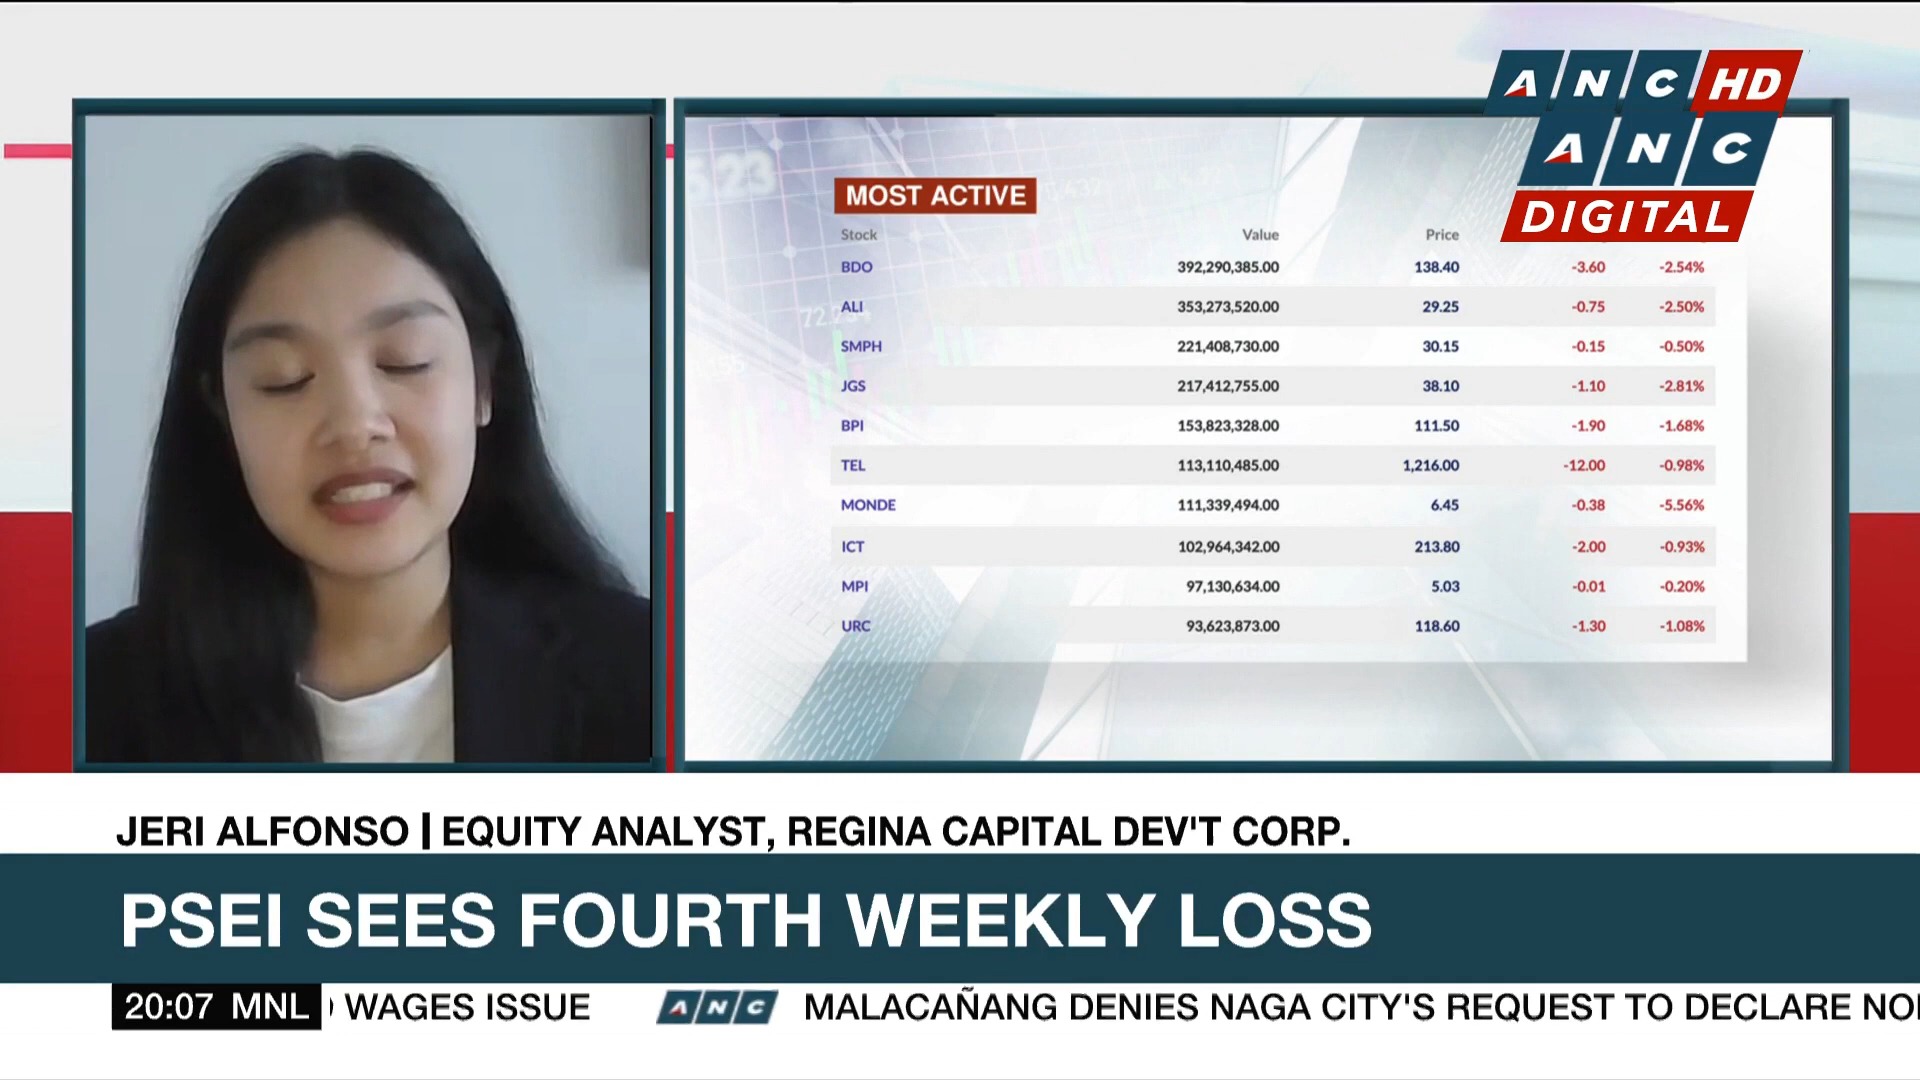 ANC HD
ANC
DIGITAL
5.23
MOST ACTIVE
Stock Value Price
BDO 392,290,385.00 138.40 -3.60 -2.54%
ALI 353,273,520.00 29.25 -0.75 -2.50%
SMPH 221,408,730.00 30.15 -0.15 -0.50%
JGS 217,412,755.00 38.10 -1.10 -2.81%
BPI 153,823,328.00 111.50 -1.90 -1.68%
TEL 113,110,485.00 1,216.00 -12.00 -0.98%
MONDE 111,339,494.00 6.45 -0.38 -5.56%
ICT 102,964,342.00 213.80 -2.00 -0.93%
MPI 97,130,634.00 5.03 -0.01 -0.20%
URC 93,623,873.00 118.60 -1.30 -1.08%
JERI ALFONSO | EQUITY ANALYST, REGINA CAPITAL DEV'T CORP.
PSEI SEES FOURTH WEEKLY LOSS
20:07 MNL WAGES ISSUE ANC MALACAÑANG DENIES NAGA CITY'S REQUEST TO DECLARE